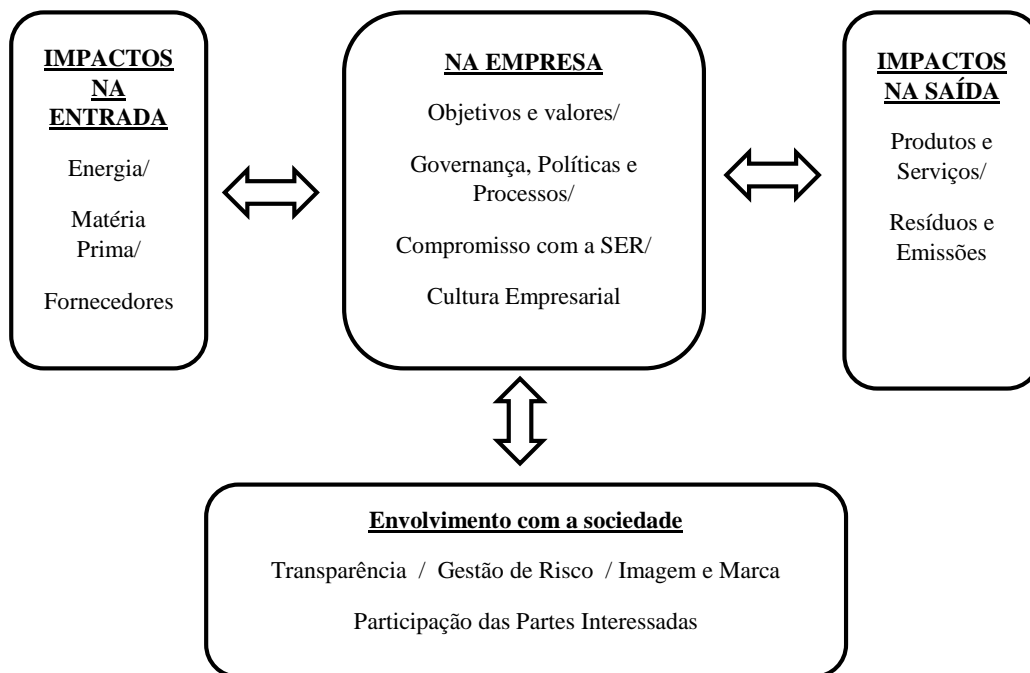 IMPACTOS
NA
ENTRADA
Energia/
Matéria
Prima/
Fornecedores
NA EMPRESA
Objetivos e valores/
Governança, Políticas e
Processos/
Compromisso com a SER/
Cultura Empresarial
IMPACTOS
NA SAÍDA
Produtos e
Serviços/
Resíduos e
Emissões
Envolvimento com a sociedade
Transparência / Gestão de Risco / Imagem e Marca
Participação das Partes Interessadas